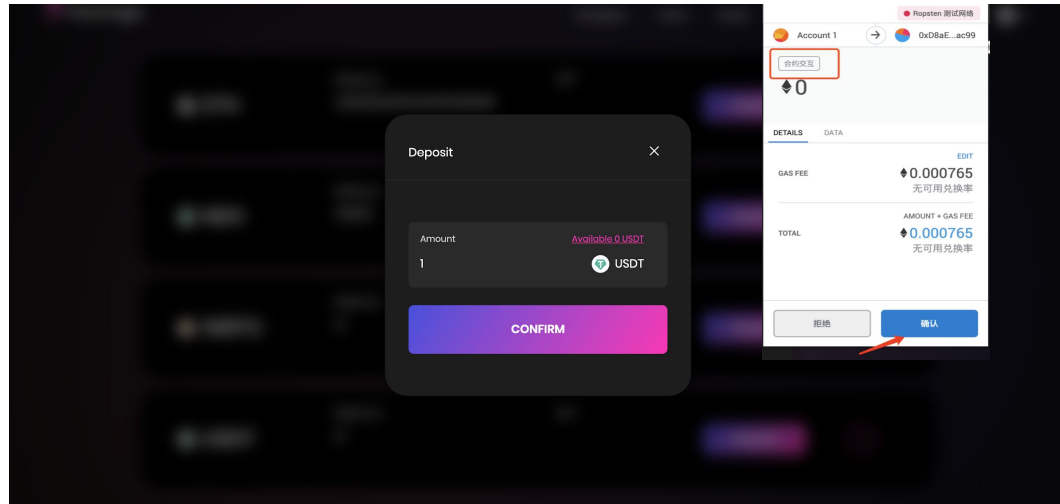 Deposit
Amount
Available 0 USDT
1
USDT
CONFIRM
Ropsten 测试网络
Account 1
0xD8aE...ac99
合约交互
0
DETAILS
DATA
EDIT
GAS FEE
0.000765
无可用兑换率
AMOUNT + GAS FEE
TOTAL
0.000765
无可用兑换率
拒绝
确认